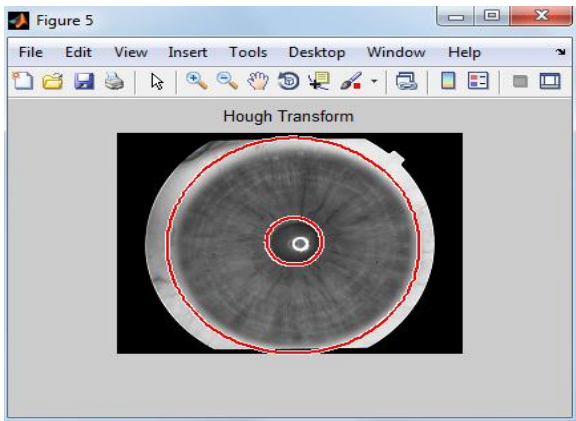 Figure 5
File Edit View Insert Tools Desktop Window Help
Hough Transform